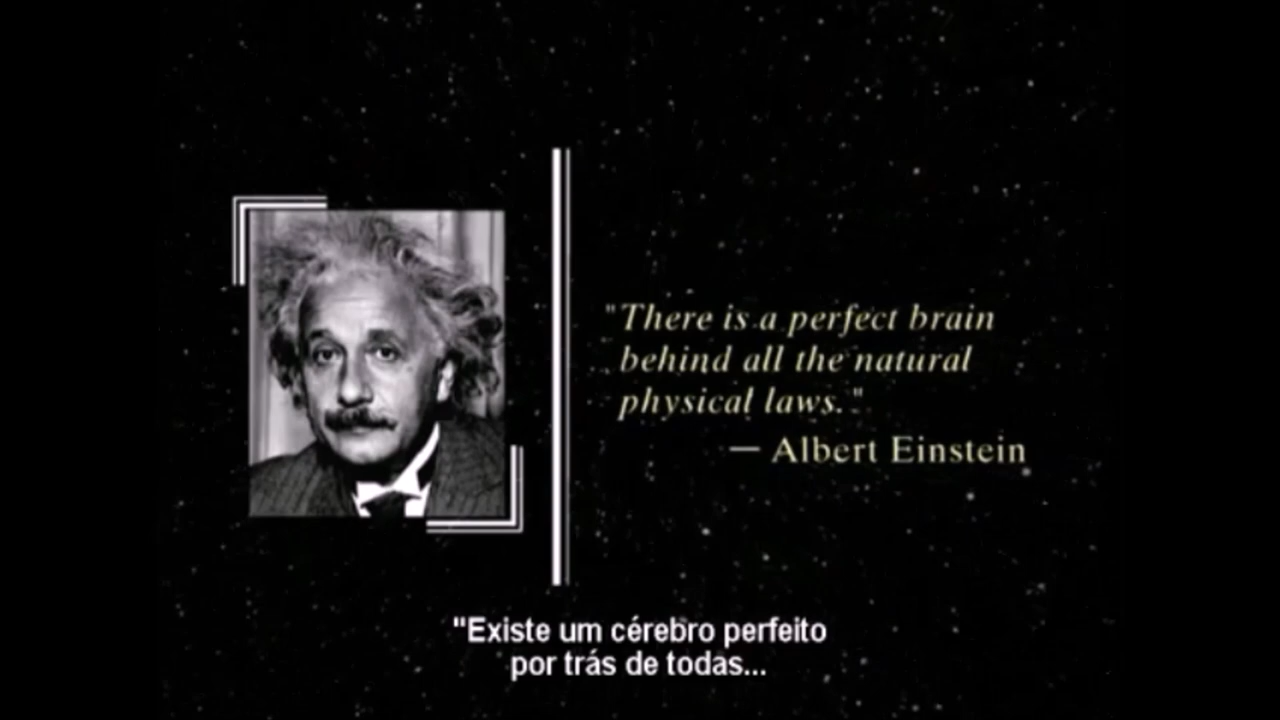 "There is a perfect brain
behind all the natural
physical laws."
— Albert Einstein
"Existe um cérebro perfeito
por trás de todas...